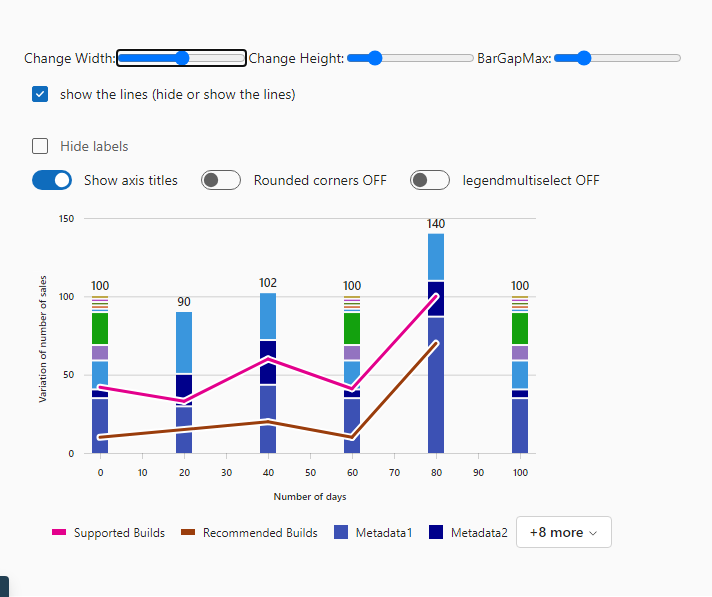 Change Width: Change Height: BarGapMax:
show the lines (hide or show the lines)
Hide labels
Show axis titles Rounded corners OFF legendmultiselect OFF
150
140
100 90 102 100 100
100
50
0
Variation of number of sales
0 10 20 30 40 50 60 70 80 90 100
Number of days
Supported Builds Recommended Builds Metadata1 Metadata2 +8 more